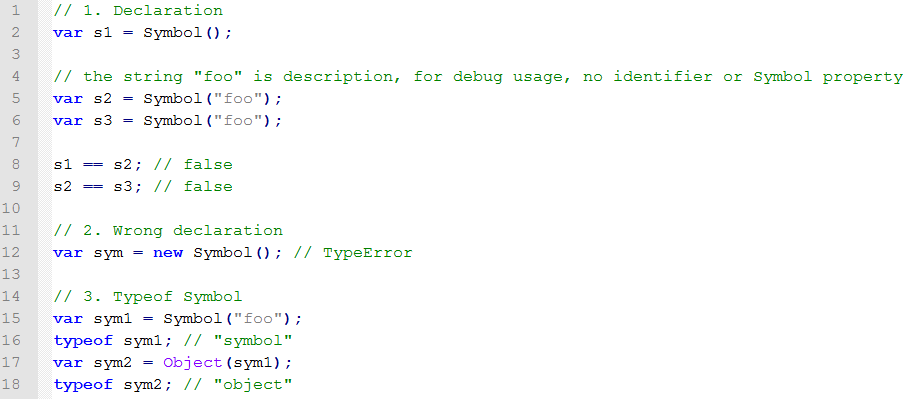 1 // 1. Declaration
2 var s1 = Symbol();
3
4 // the string "foo" is description, for debug usage, no identifier or Symbol property
5 var s2 = Symbol("foo");
6 var s3 = Symbol("foo");
7
8 s1 == s2; // false
9 s2 == s3; // false
10
11 // 2. Wrong declaration
12 var sym = new Symbol(); // TypeError
13
14 // 3. Typeof Symbol
15 var sym1 = Symbol("foo");
16 typeof sym1; // "symbol"
17 var sym2 = Object(sym1);
18 typeof sym2; // "object"